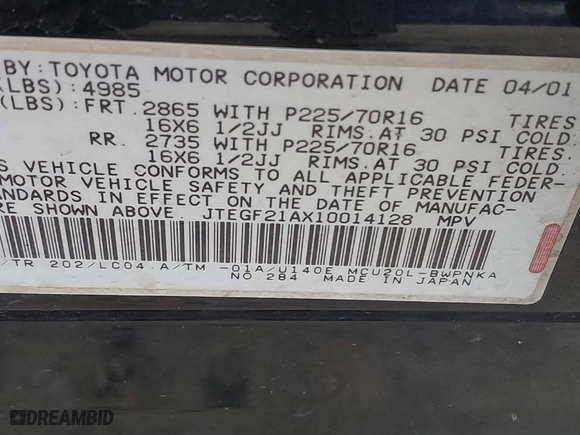 BY: TOYOTA MOTOR CORPORATION DATE 04/01
(LBS): 4985
(LBS): FRT. 2865 WITH P225/70R16 TIRES
16X6 1/2JJ RIMS.AT 30 PSI COLD.
RR. 2735 WITH P225/70R16 TIRES.
16X6 1/2JJ RIMS.AT 30 PSI COLD.
S VEHICLE CONFORMS TO ALL APPLICABLE FEDER-
MOTOR VEHICLE SAFETY AND THEFT PREVENTION
ANDARDS IN EFFECT ON THE DATE OF MANUFAC-
RE SHOWN ABOVE. JTEGF21AX10014128 MPV
/TR 202/LC04 A/TM -01A/U140E MCU20L-BWPNKA
NO.284 MADE IN JAPAN
DREAMBID